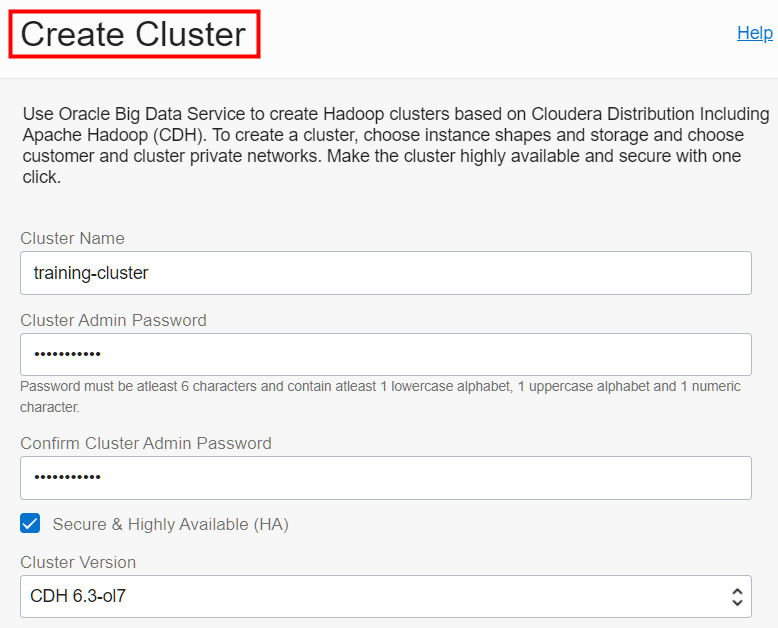 Create Cluster
Help
Use Oracle Big Data Service to create Hadoop clusters based on Cloudera Distribution Including
Apache Hadoop (CDH). To create a cluster, choose instance shapes and storage and choose
customer and cluster private networks. Make the cluster highly available and secure with one
click.
Cluster Name
training-cluster
Cluster Admin Password
•••••••••••
Password must be atleast 6 characters and contain atleast 1 lowercase alphabet, 1 uppercase alphabet and 1 numeric
character.
Confirm Cluster Admin Password
•••••••••••
Secure & Highly Available (HA)
Cluster Version
CDH 6.3-ol7